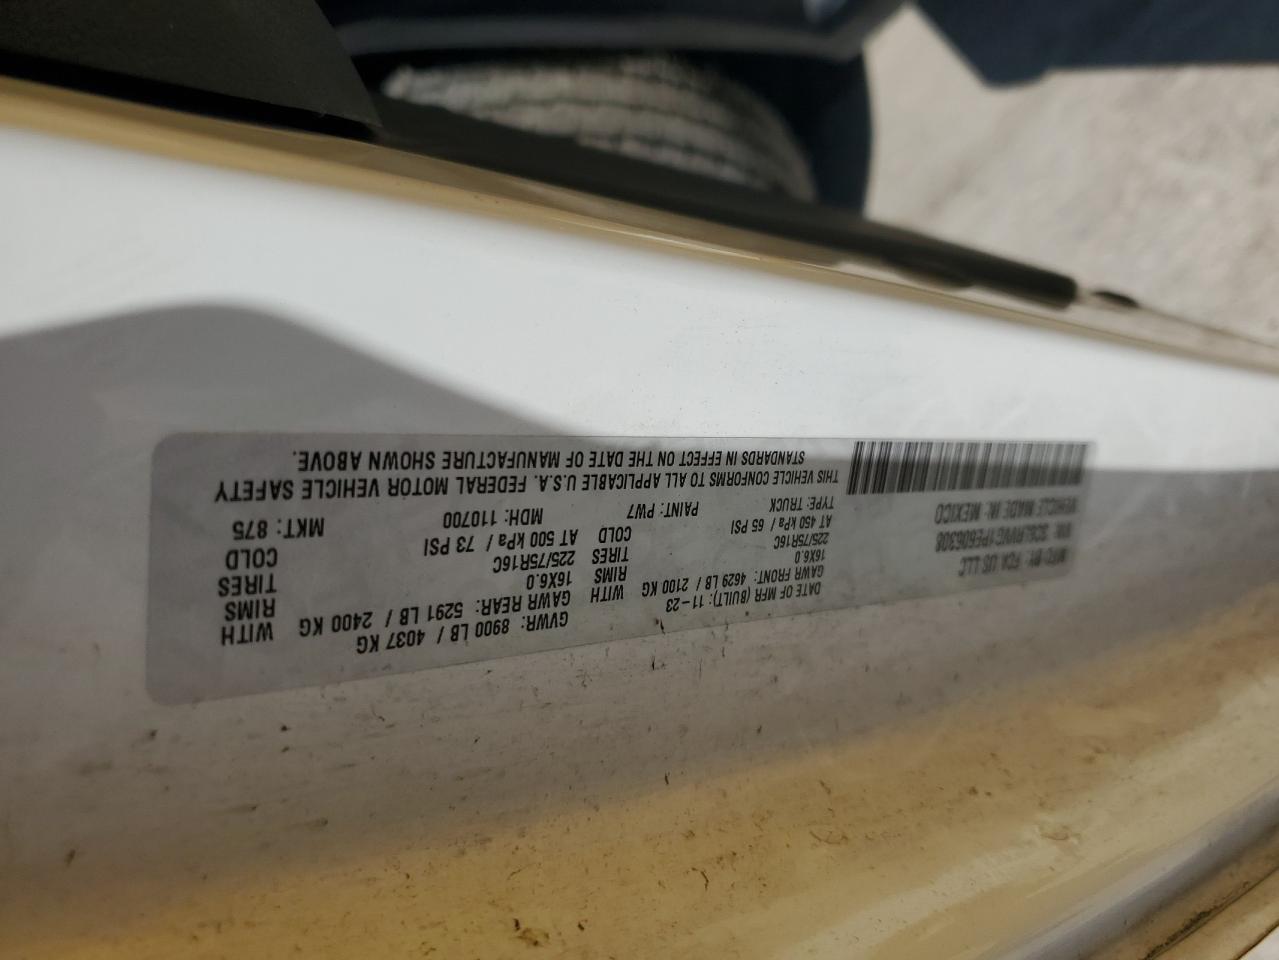 MFD BY: FCA US LLC
DATE OF MFR (BUILT): 11-23
GVWR: 8900 LB / 4037 KG
GAWR FRONT: 4629 LB / 2100 KG WITH
GAWR REAR: 5291 LB / 2400 KG WITH
16X6.0 RIMS
16X6.0 RIMS
225/75R16C TIRES
225/75R16C TIRES
AT 450 kPa / 65 PSI COLD
AT 500 kPa / 73 PSI COLD
VIN: 3C6LRVVG1PE606308
TYPE: TRUCK PAINT: PW7 MDH: 110700 MKT: 875
VEHICLE MADE IN: MEXICO
THIS VEHICLE CONFORMS TO ALL APPLICABLE U.S.A. FEDERAL MOTOR VEHICLE SAFETY
STANDARDS IN EFFECT ON THE DATE OF MANUFACTURE SHOWN ABOVE.